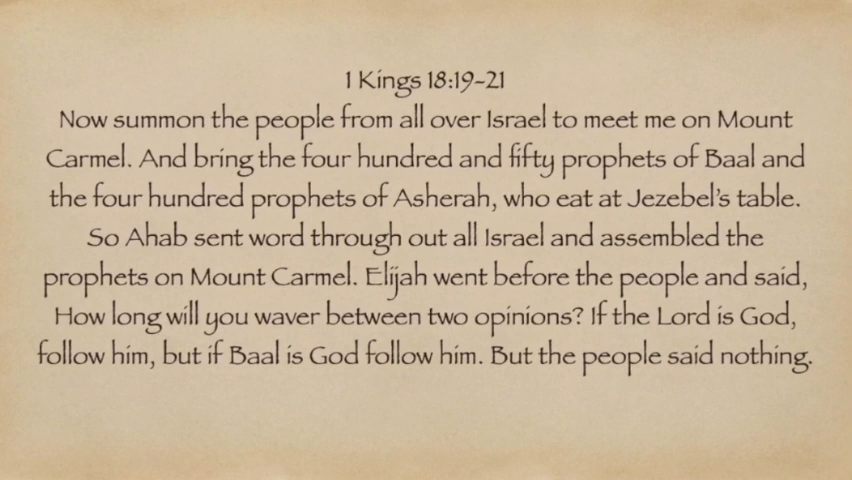 1 Kings 18:19-21
Now summon the people from all over Israel to meet me on Mount
Carmel. And bring the four hundred and fifty prophets of Baal and
the four hundred prophets of Asherah, who eat at Jezebel's table.
So Ahab sent word through out all Israel and assembled the
prophets on Mount Carmel. Elijah went before the people and said,
How long will you waver between two opinions? If the Lord is God,
follow him, but if Baal is God follow him. But the people said nothing.